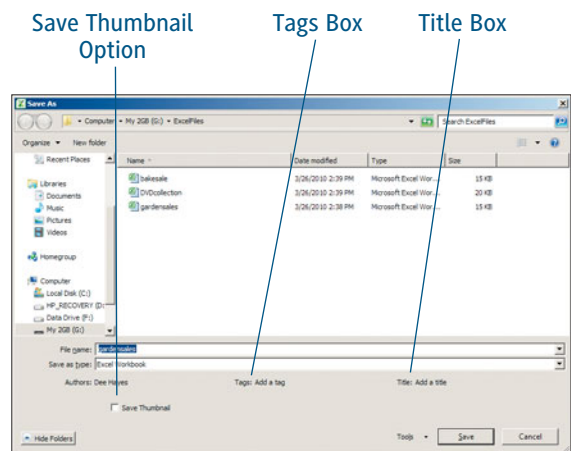 Save Thumbnail Option
Tags Box
Title Box
Save As
Computer
My 2GB (G:)
ExcelFiles
Search ExcelFiles
Organize
New folder
Recent Places
Name
Date modified
Type
Size
bakesale
3/26/2010 2:39 PM
Microsoft Excel Wor...
15 KB
Libraries
DVDcollection
3/26/2010 2:39 PM
Microsoft Excel Wor...
20 KB
Documents
gardensales
3/26/2010 2:38 PM
Microsoft Excel Wor...
15 KB
Music
Pictures
Videos
Homegroup
Computer
Local Disk (C:)
HP_RECOVERY (D:
Data Drive (F:)
My 2GB (G:)
File name: gardensales
Save as type: Excel Workbook
Authors: Dee Hayes
Tags: Add a tag
Title: Add a title
Save Thumbnail
Hide Folders
Tools
Save
Cancel